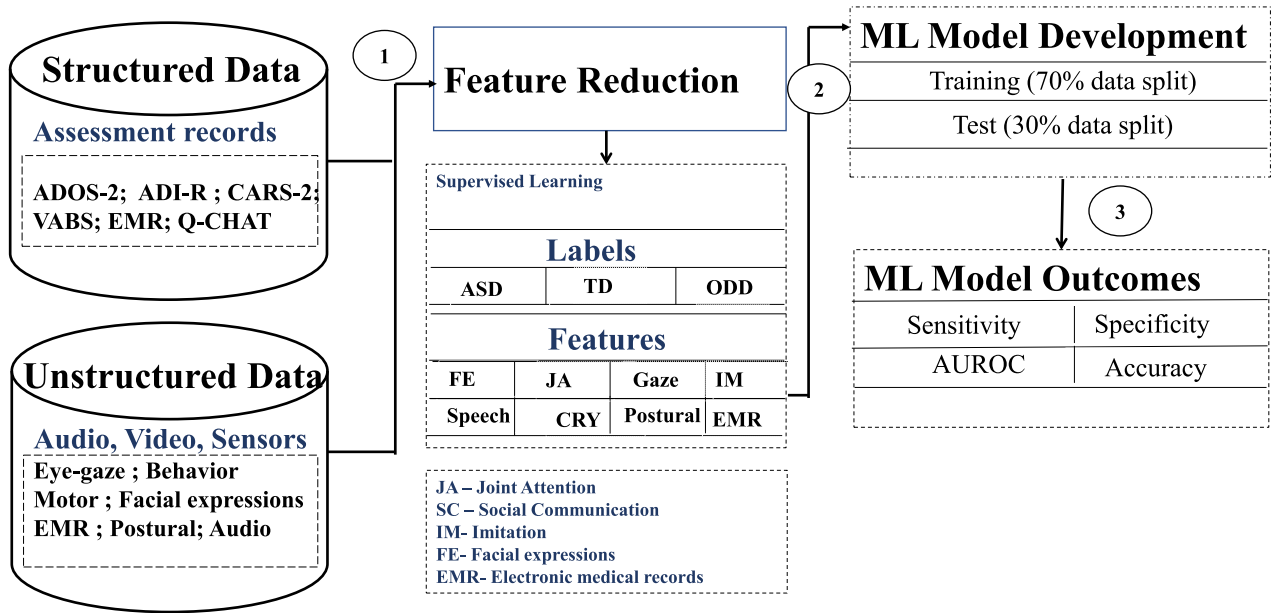 Structured Data
Assessment records
ADOS-2; ADI-R ; CARS-2;
VABS; EMR; Q-CHAT
Unstructured Data
Audio, Video, Sensors
Eye-gaze ; Behavior
Motor ; Facial expressions
EMR ; Postural; Audio
1
Feature Reduction
Supervised Learning
Labels
ASD TD ODD
Features
FE JA Gaze IM
Speech CRY Postural EMR
JA – Joint Attention
SC – Social Communication
IM- Imitation
FE- Facial expressions
EMR- Electronic medical records
2
ML Model Development
Training (70% data split)
Test (30% data split)
3
ML Model Outcomes
Sensitivity Specificity
AUROC Accuracy